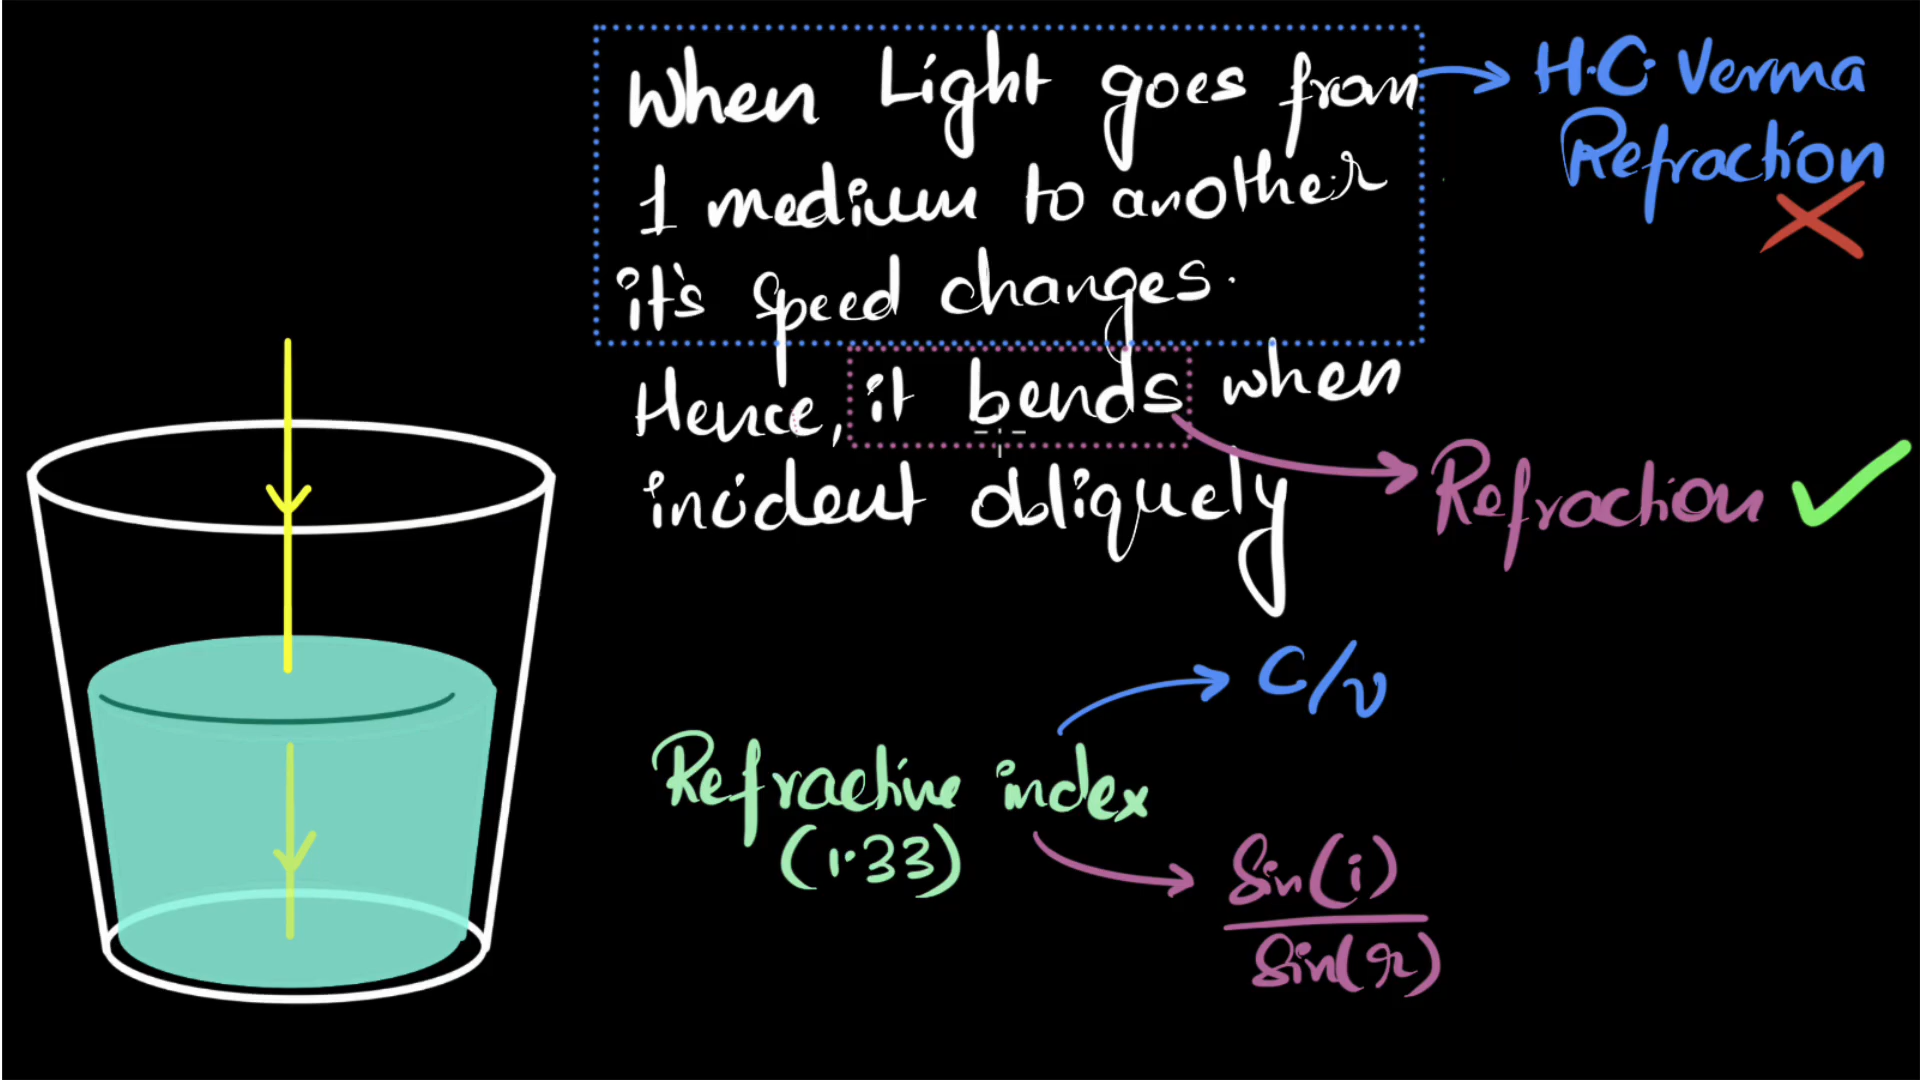 When Light goes from
1 medium to another
it's speed changes.
Hence, it bends when
incident obliquely
H.C. Verma
Refraction
Refraction
C/v
Refractive index
(1.33)
Sin(i)
Sin(r)